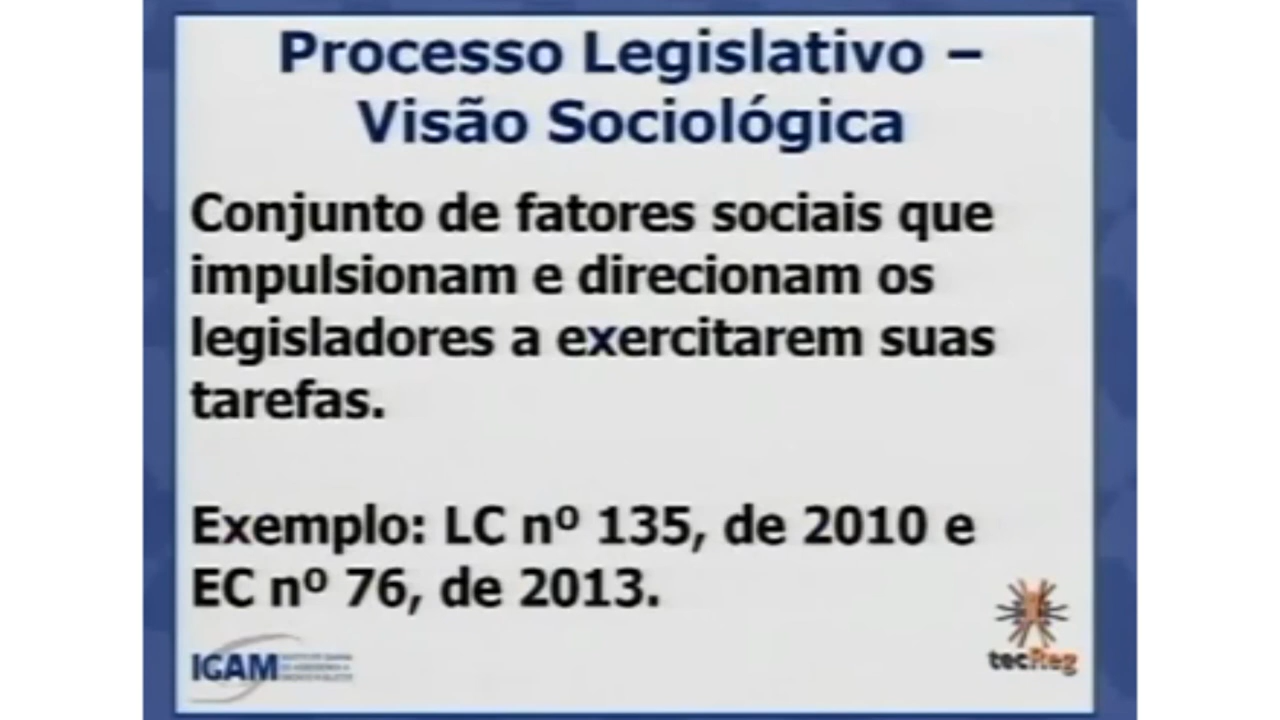 Processo Legislativo –
Visão Sociológica
Conjunto de fatores sociais que
impulsionam e direcionam os
legisladores a exercitarem suas
tarefas.
Exemplo: LC nº 135, de 2010 e
EC nº 76, de 2013.
IGAM
tecReg